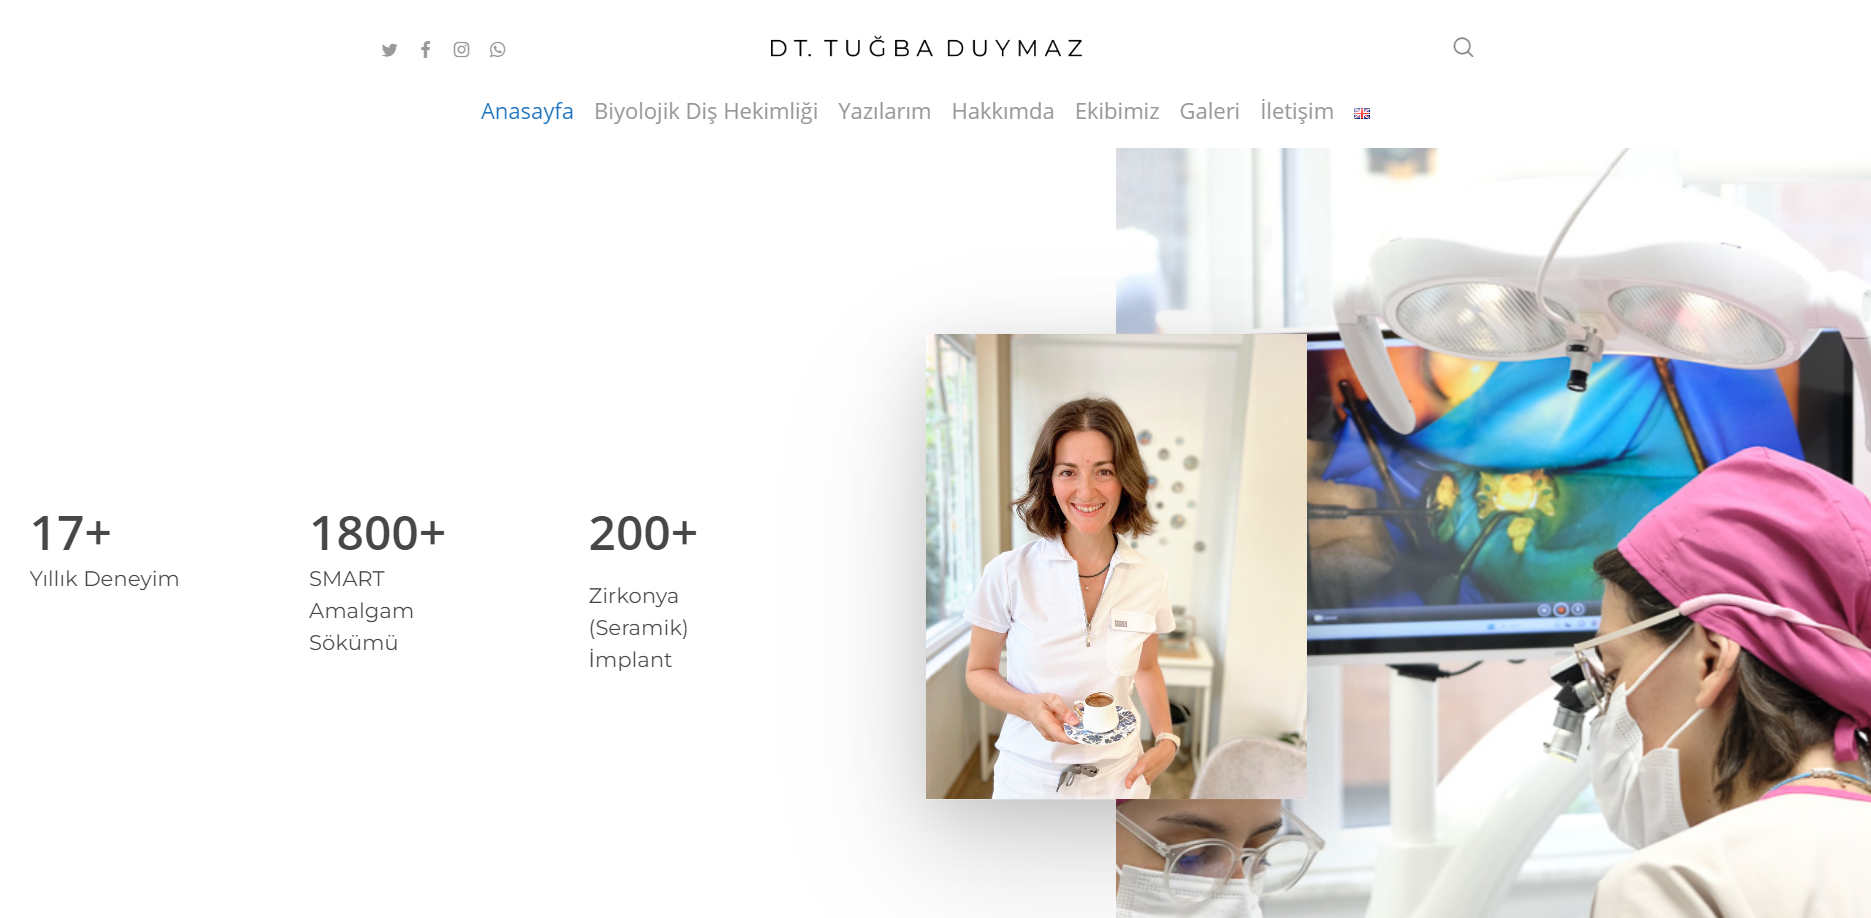 DT. TUĞBA DUYMAZ
Anasayfa Biyolojik Diş Hekimliği Yazılarım Hakkımda Ekibimiz Galeri İletişim
17+
Yıllık Deneyim
1800+
SMART
Amalgam
Sökümü
200+
Zirkonya
(Seramik)
İmplant